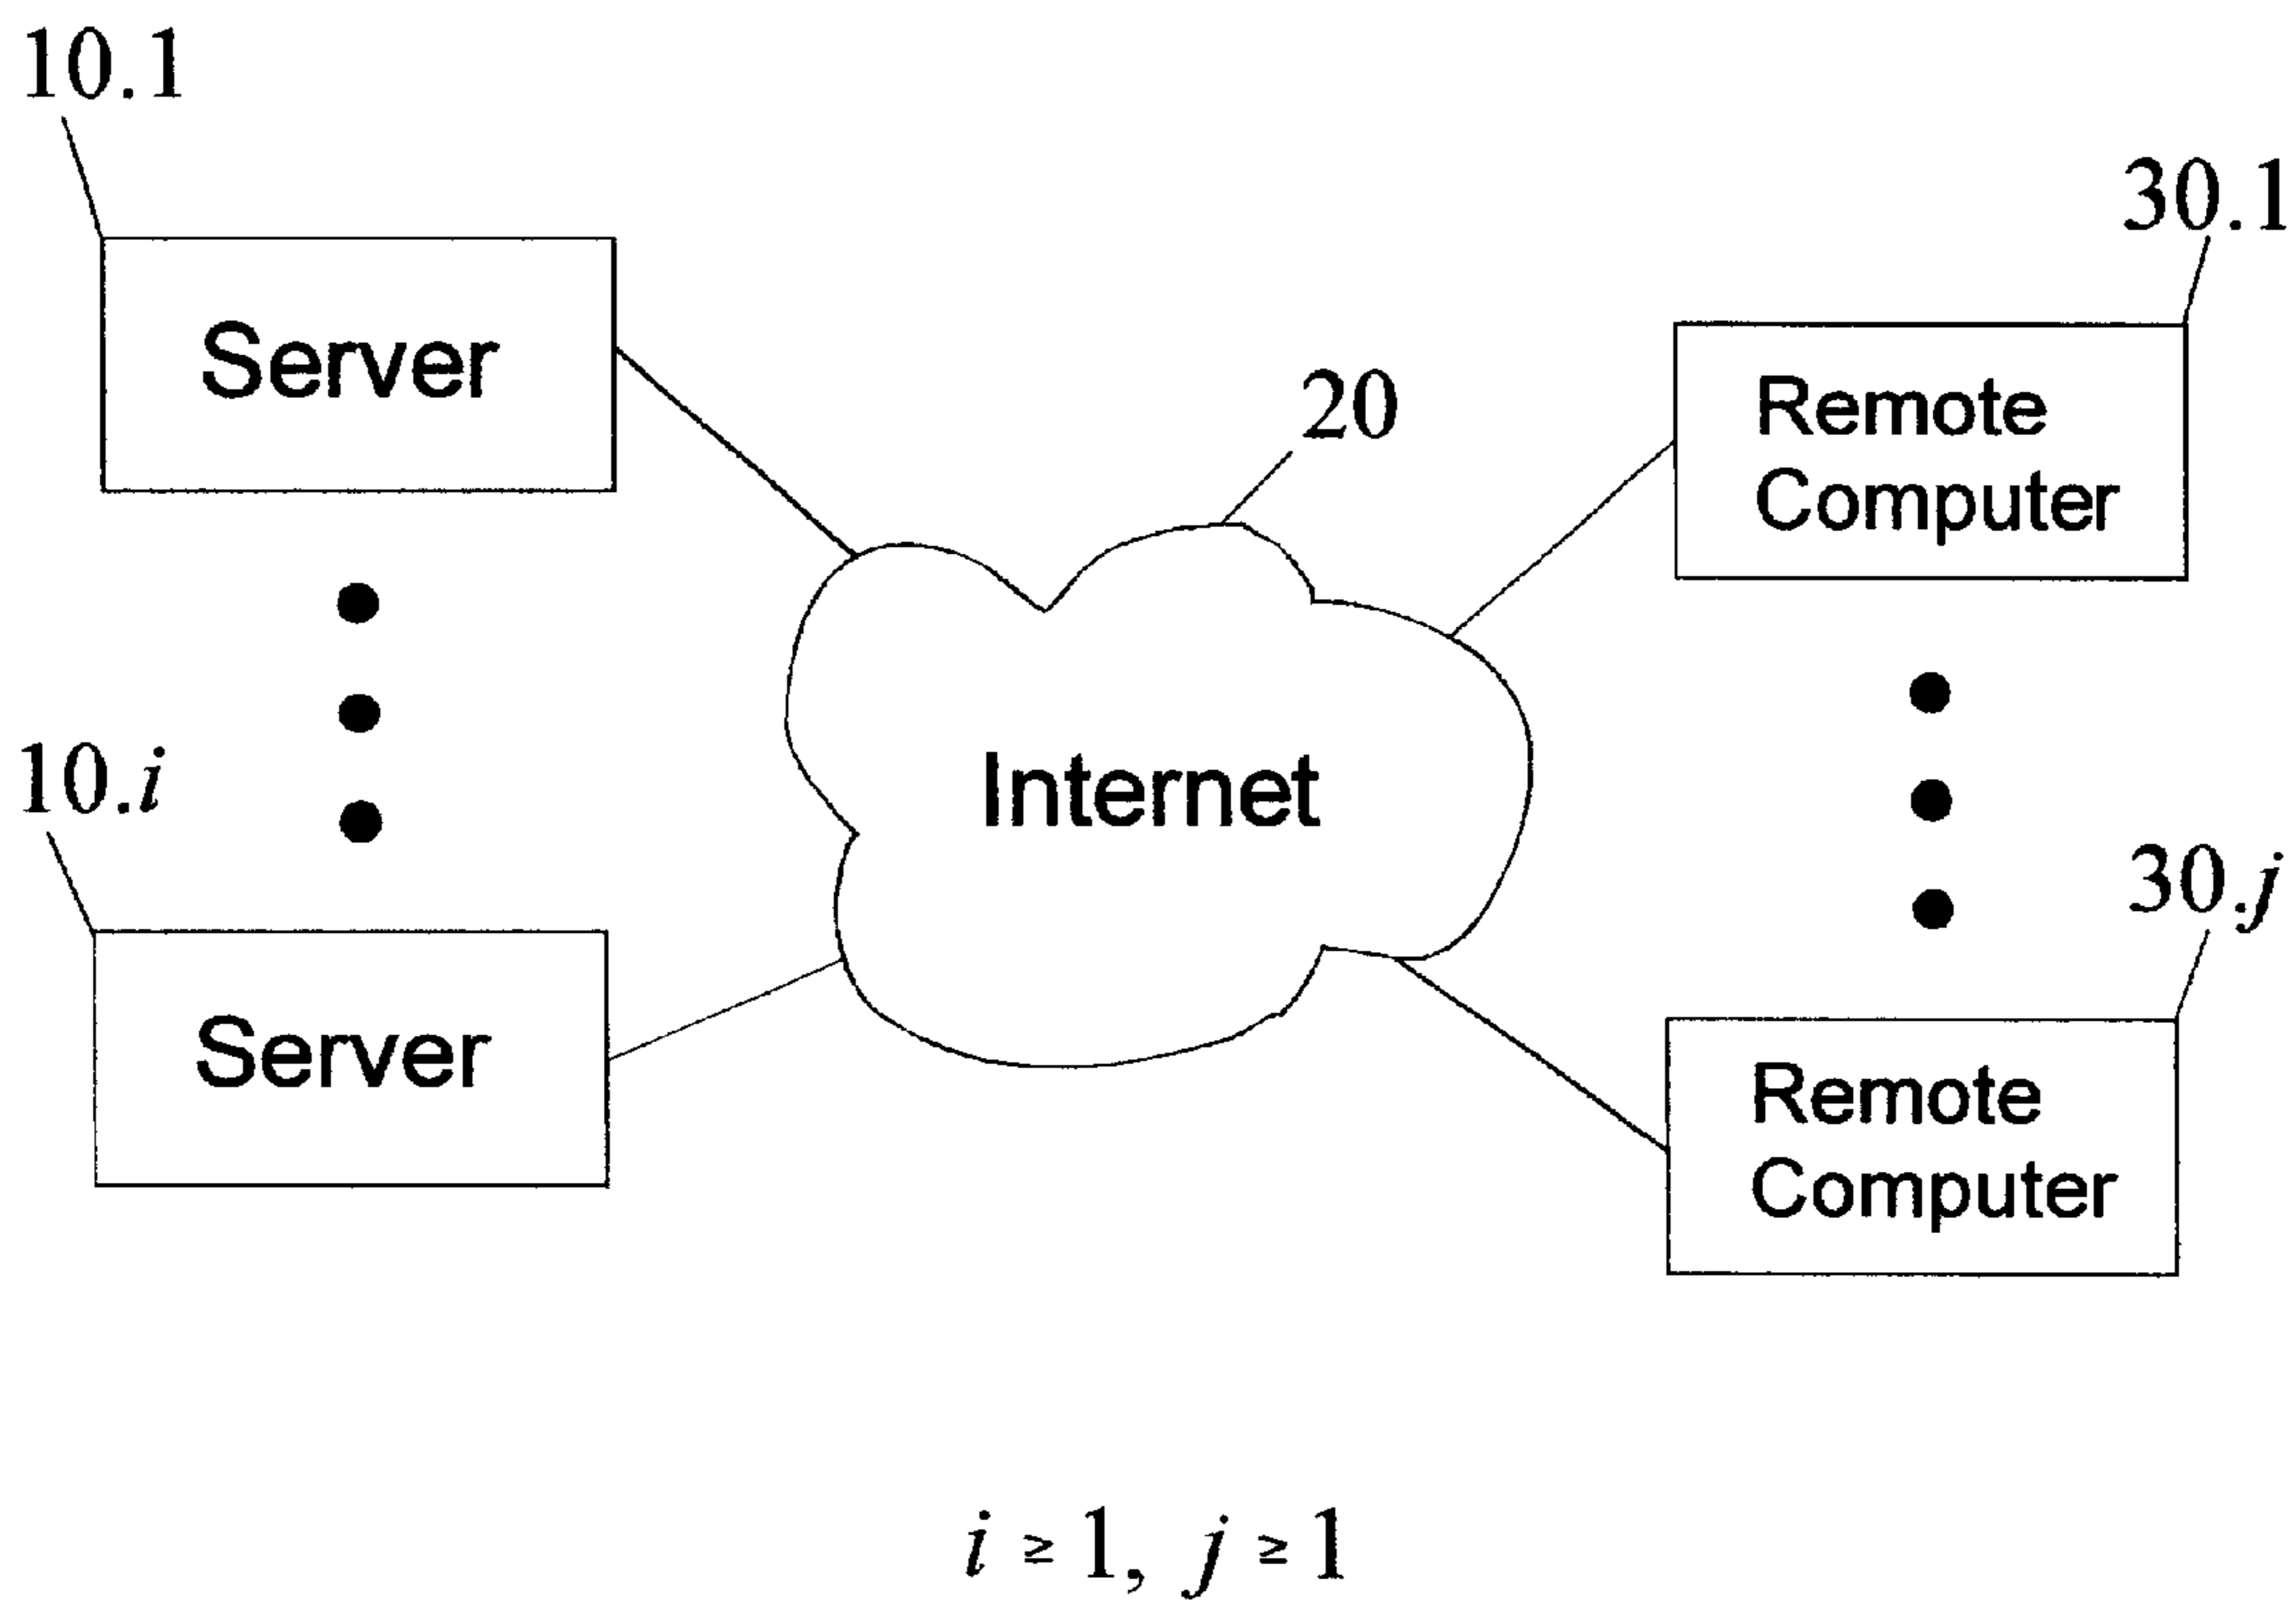 10.1
30.1
Server
20
Remote
Computer
10.i
Internet
30.j
Server
Remote
Computer
i ≥ 1, j ≥ 1